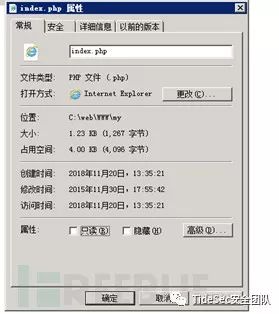 index.php 属性
常规 安全 详细信息 以前的版本
index.php
文件类型: PHP 文件 (.php)
打开方式: Internet Explorer 更改(C)...
位置: C:\web\WWW\my
大小: 1.23 KB (1,267 字节)
占用空间: 4.00 KB (4,096 字节)
创建时间: 2018年11月20日，13:35:21
修改时间: 2015年11月30日，17:55:42
访问时间: 2018年11月20日，13:35:21
属性: 只读(R) 隐藏(H) 高级(D)...
REEBUF
确定 取消
TideSec安全团队